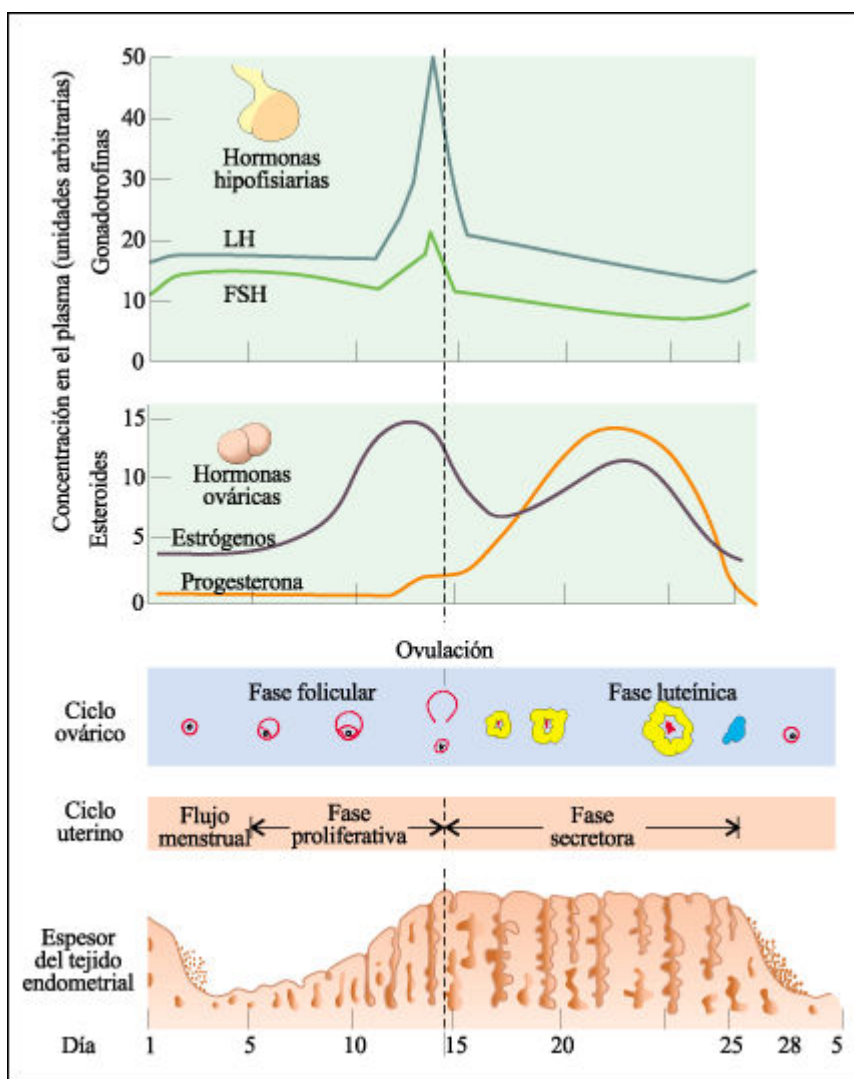 Concentración en el plasma (unidades arbitrarias)
Gonadotrofinas
50
40
30
20
10
0
Hormonas
hipofisiarias
LH
FSH
Esteroides
15
10
5
0
Hormonas
ováricas
Estrógenos
Progesterona
Ovulación
Ciclo
ovárico
Fase folicular
Fase luteínica
Ciclo
uterino
Flujo
menstrual
Fase
proliferativa
Fase
secretora
Espesor
del tejido
endometrial
Día 1 5 10 15 20 25 28 5